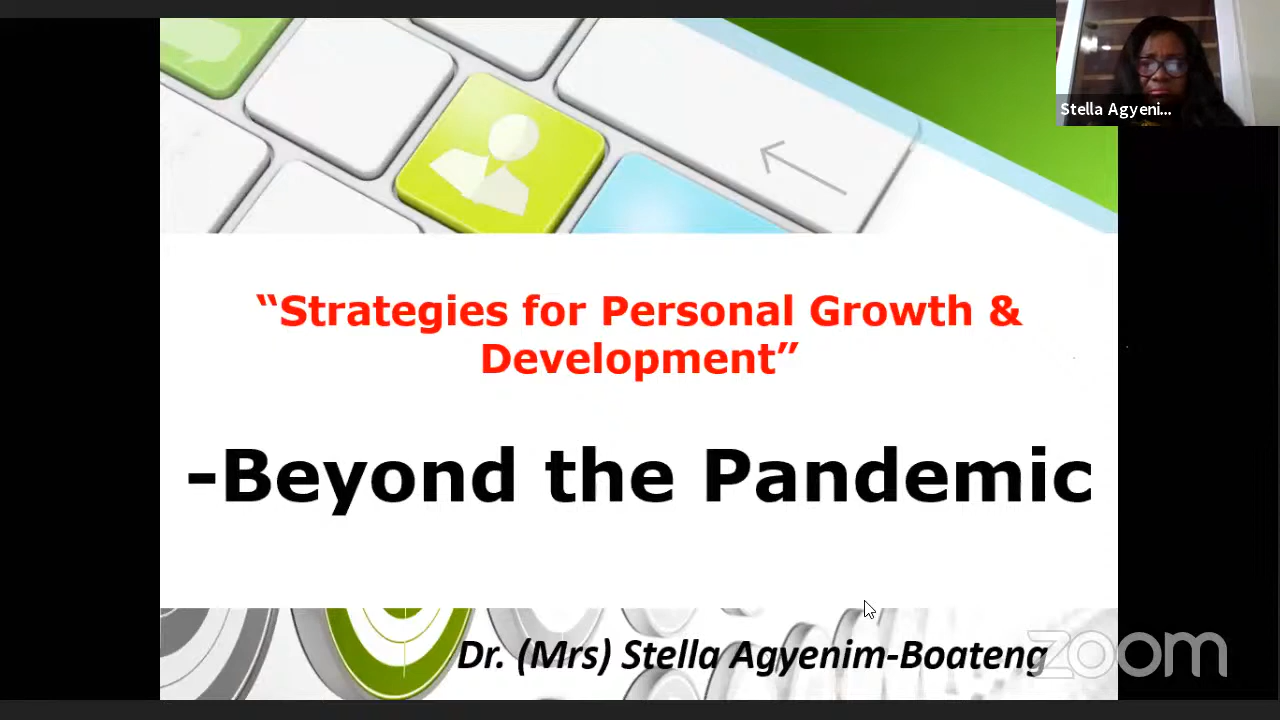 Stella Agyeni...
“Strategies for Personal Growth &
Development”
-Beyond the Pandemic
Dr. (Mrs) Stella Agyenim-Boateng
zoom